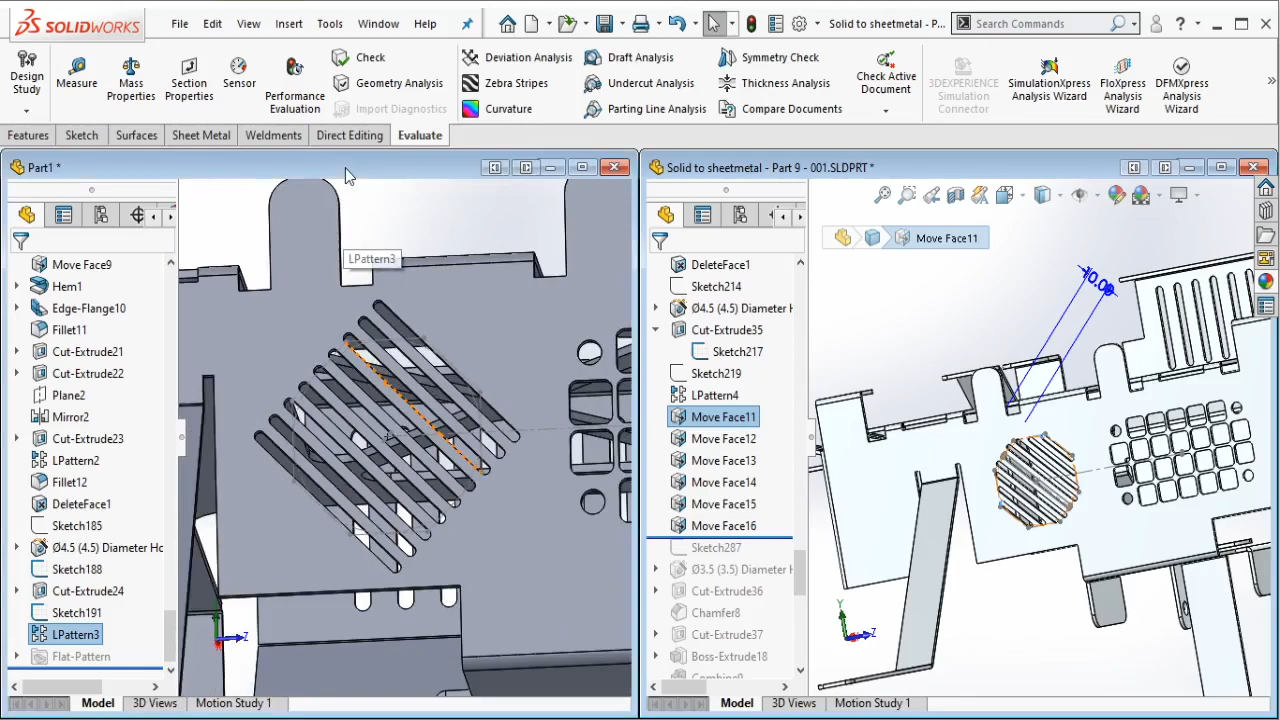 SOLIDWORKS File Edit View Insert Tools Window Help Solid to sheetmetal - P... Search Commands ?
Design Study
Measure
Mass Properties
Section Properties
Sensor
Performance Evaluation
Check
Geometry Analysis
Import Diagnostics
Deviation Analysis
Zebra Stripes
Curvature
Draft Analysis
Undercut Analysis
Parting Line Analysis
Symmetry Check
Thickness Analysis
Compare Documents
Check Active Document
3DEXPERIENCE Simulation Connector
SimulationXpress Analysis Wizard
FloXpress Analysis Wizard
DFMXpress Analysis Wizard
Features Sketch Surfaces Sheet Metal Weldments Direct Editing Evaluate
Part1 *
Move Face9
Hem1
Edge-Flange10
Fillet11
Cut-Extrude21
Cut-Extrude22
Plane2
Mirror2
Cut-Extrude23
LPattern2
Fillet12
DeleteFace1
Sketch185
Ø4.5 (4.5) Diameter Ho
Sketch188
Cut-Extrude24
Sketch191
LPattern3
Flat-Pattern
LPattern3
Z
Model 3D Views Motion Study 1
Solid to sheetmetal - Part 9 - 001.SLDPRT *
DeleteFace1
Sketch214
Ø4.5 (4.5) Diameter H
Cut-Extrude35
Sketch217
Sketch219
LPattern4
Move Face11
Move Face12
Move Face13
Move Face14
Move Face15
Move Face16
Sketch287
Ø3.5 (3.5) Diameter H
Cut-Extrude36
Chamfer8
Cut-Extrude37
Boss-Extrude18
Combine9
Move Face11
10.00
Y
Z
Model 3D Views Motion Study 1